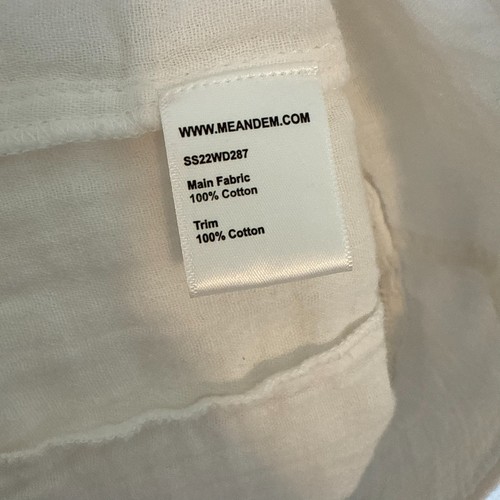 WWW.MEANDEM.COM
SS22WD287
Main Fabric
100% Cotton
Trim
100% Cotton